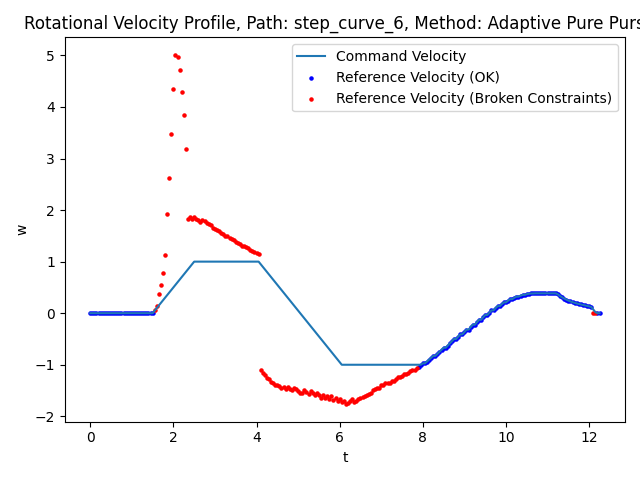 Rotational Velocity Profile, Path: step_curve_6, Method: Adaptive Pure Purs
Command Velocity
Reference Velocity (OK)
Reference Velocity (Broken Constraints)
5
4
3
2
1
0
−1
−2
w
0 2 4 6 8 10 12
t